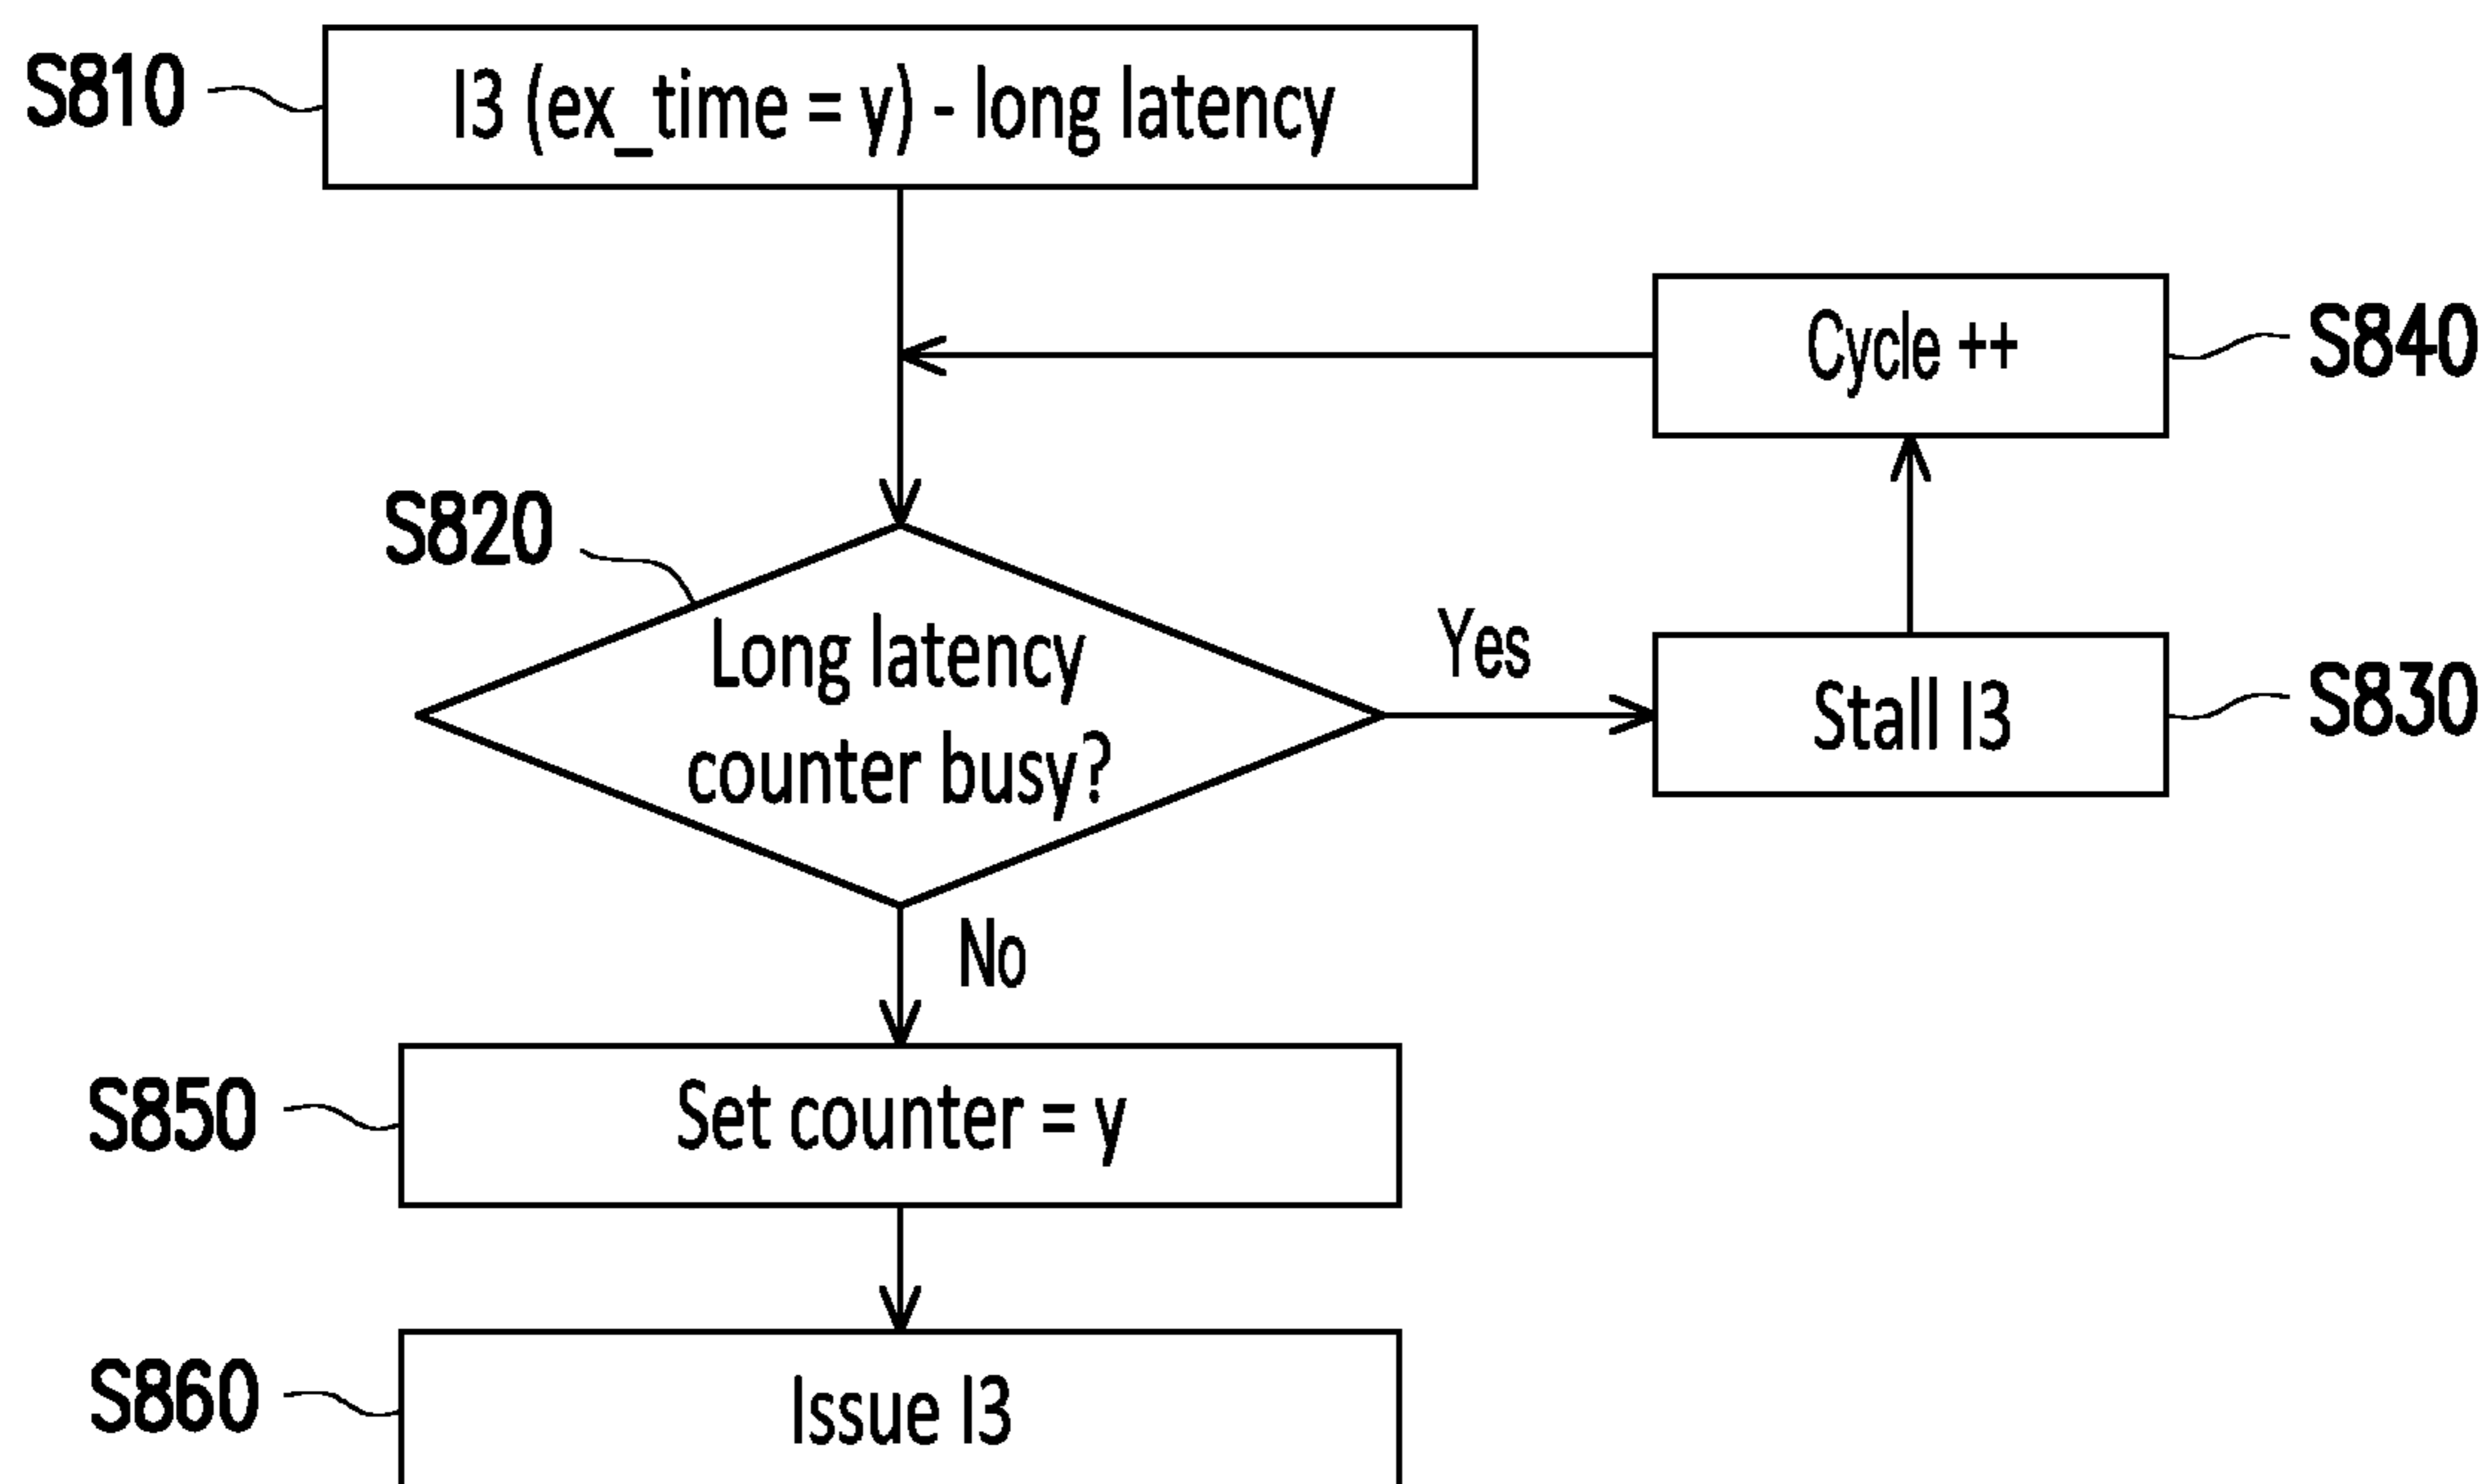 S810
I3 (ex_time = y) - long latency
Cycle ++
S840
S820
Long latency
counter busy?
Yes
Stall I3
S830
No
S850
Set counter = y
S860
Issue I3